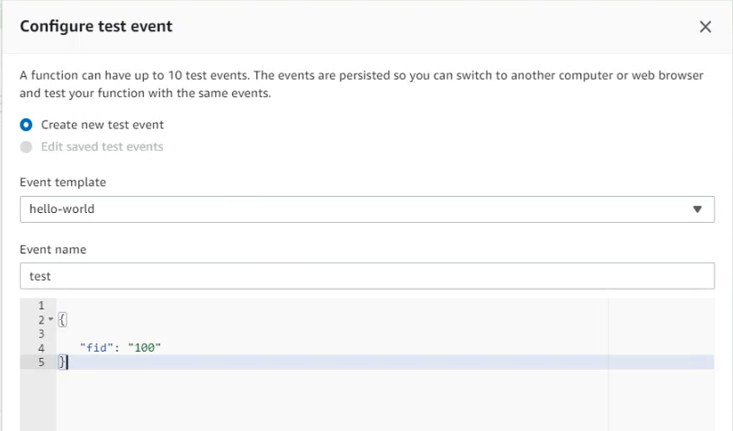 Configure test event
A function can have up to 10 test events. The events are persisted so you can switch to another computer or web browser
and test your function with the same events.
Create new test event
Edit saved test events
Event template
hello-world
Event name
test
1
2 {
3
4 "fid": "100"
5 }